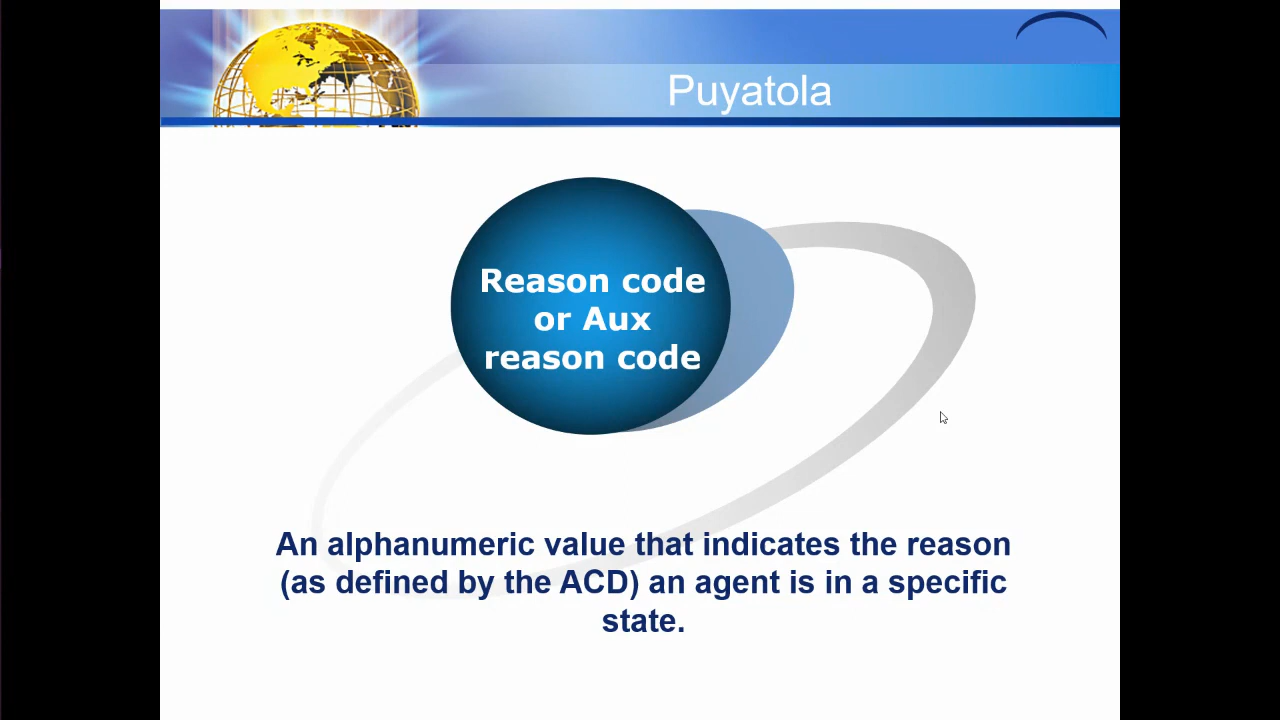 Puyatola
Reason code
or Aux
reason code
An alphanumeric value that indicates the reason
(as defined by the ACD) an agent is in a specific
state.